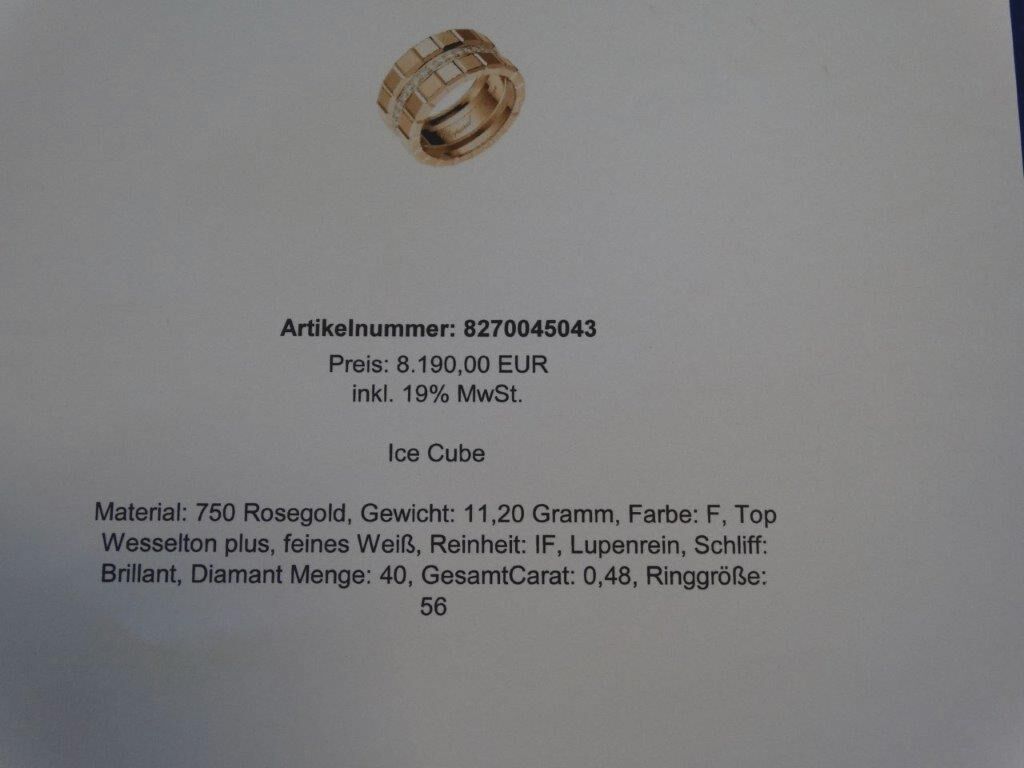 Artikelnummer: 8270045043
Preis: 8.190,00 EUR
inkl. 19% MwSt.
Ice Cube
Material: 750 Rosegold, Gewicht: 11,20 Gramm, Farbe: F, Top
Wesselton plus, feines Weiß, Reinheit: IF, Lupenrein, Schliff:
Brillant, Diamant Menge: 40, GesamtCarat: 0,48, Ringgröße:
56